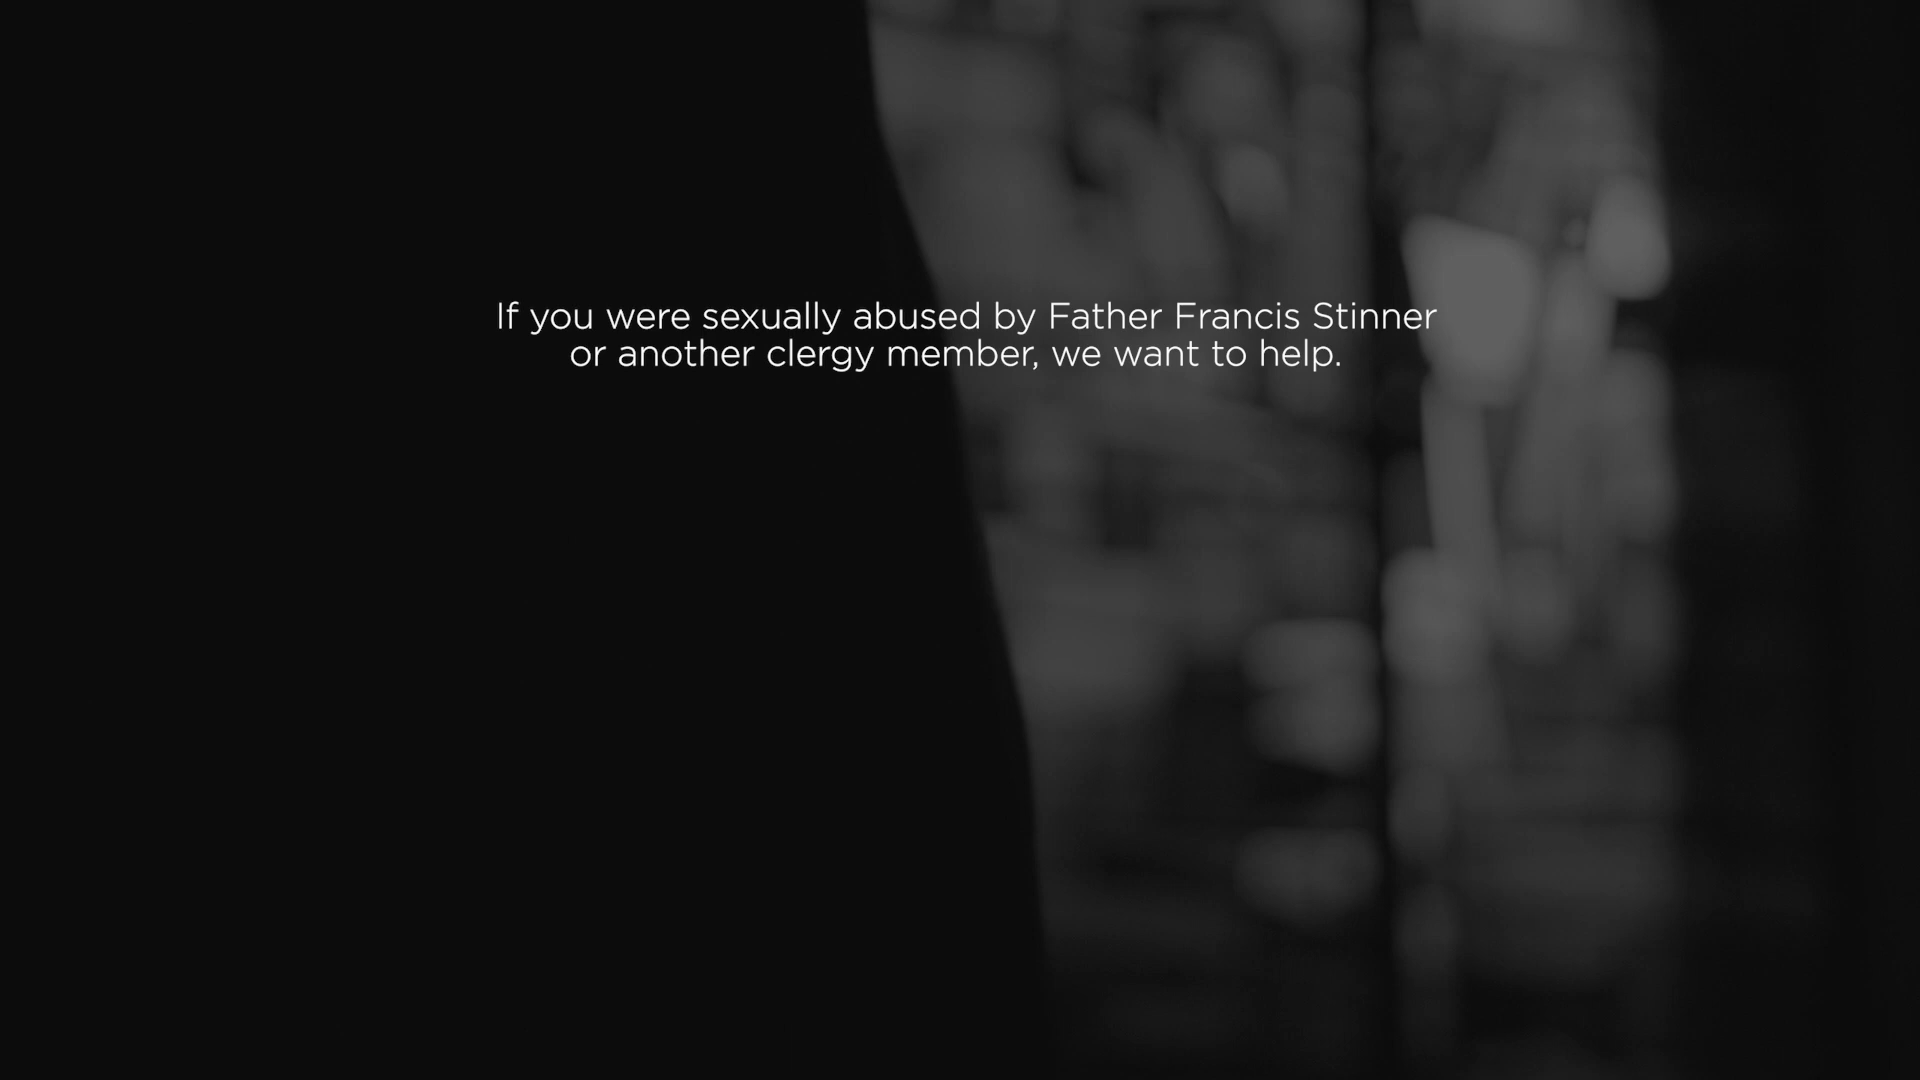 If you were sexually abused by Father Francis Stinner
or another clergy member, we want to help.